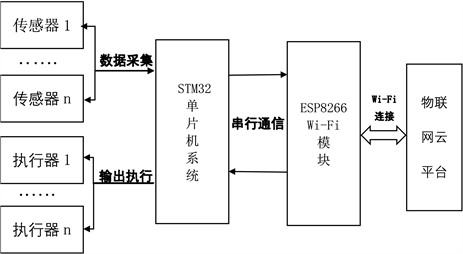 传感器 1
……
传感器 n
执行器 1
……
执行器 n
数据采集
输出执行
STM32
单
片
机
系
统
串行通信
ESP8266
Wi-Fi
模
块
Wi-Fi
连接
物联
网云
平台